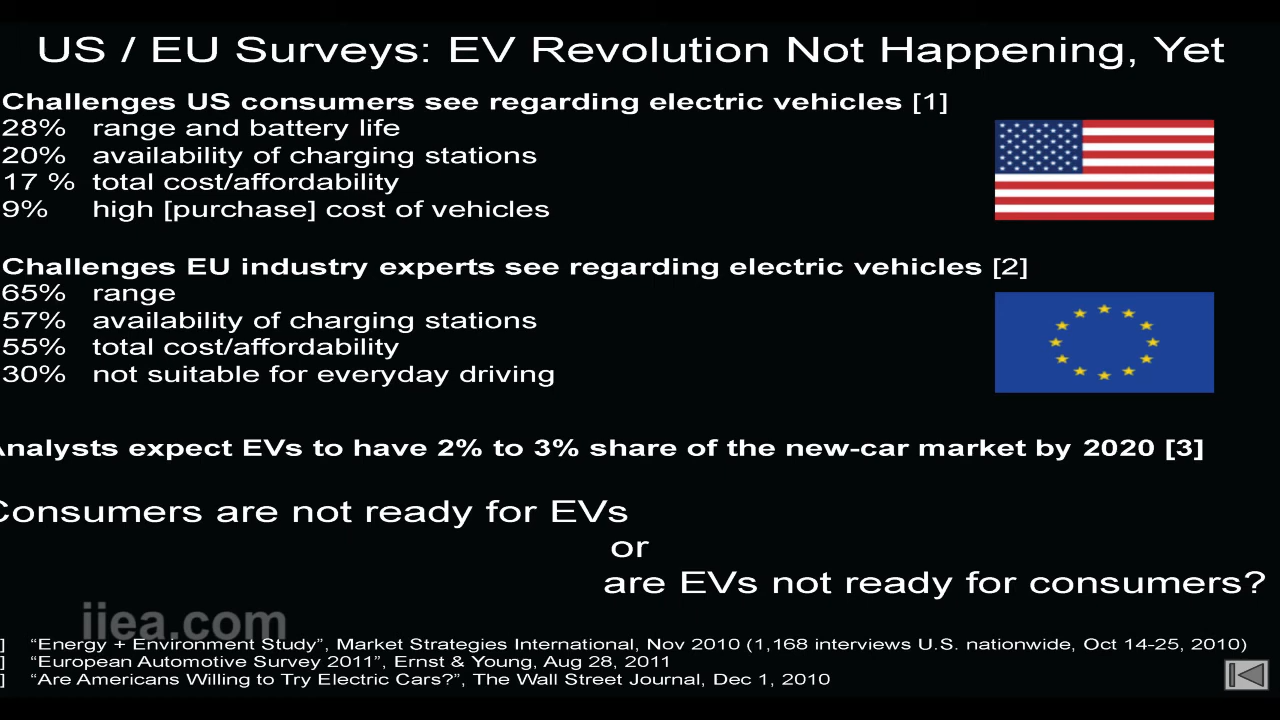 US / EU Surveys: EV Revolution Not Happening, Yet
Challenges US consumers see regarding electric vehicles [1]
28% range and battery life
20% availability of charging stations
17 % total cost/affordability
9% high [purchase] cost of vehicles
Challenges EU industry experts see regarding electric vehicles [2]
65% range
57% availability of charging stations
55% total cost/affordability
30% not suitable for everyday driving
Analysts expect EVs to have 2% to 3% share of the new-car market by 2020 [3]
Consumers are not ready for EVs
or
are EVs not ready for consumers?
iiea.com
] “Energy + Environment Study”, Market Strategies International, Nov 2010 (1,168 interviews U.S. nationwide, Oct 14-25, 2010)
] “European Automotive Survey 2011”, Ernst & Young, Aug 28, 2011
] “Are Americans Willing to Try Electric Cars?”, The Wall Street Journal, Dec 1, 2010